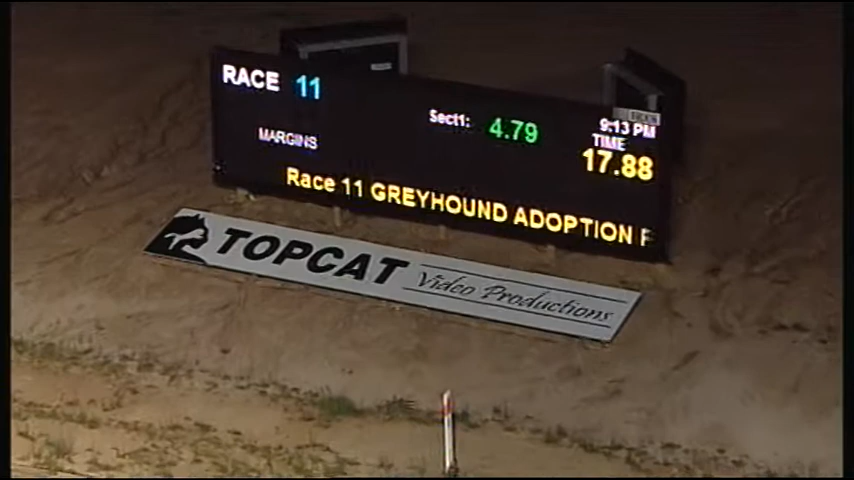 RACE 11
Sect1: 4.79
9:13 PM
MARGINS
TIME
17.88
Race 11 GREYHOUND ADOPTION
TOPCAT Video Productions